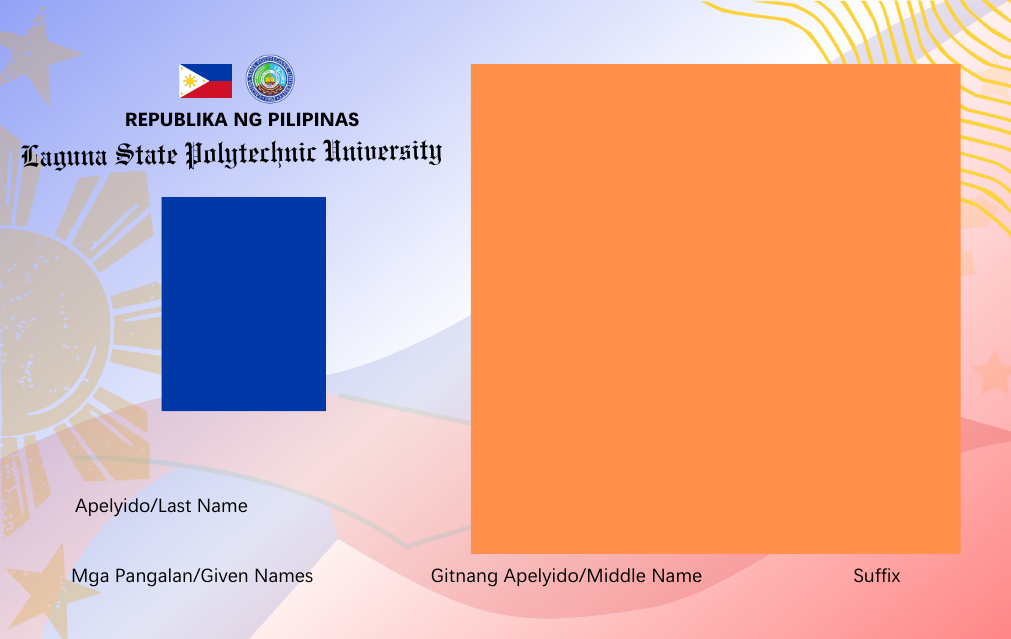 REPUBLIKA NG PILIPINAS
Laguna State Polytechnic University
Apelyido/Last Name
Mga Pangalan/Given Names
Gitnang Apelyido/Middle Name
Suffix